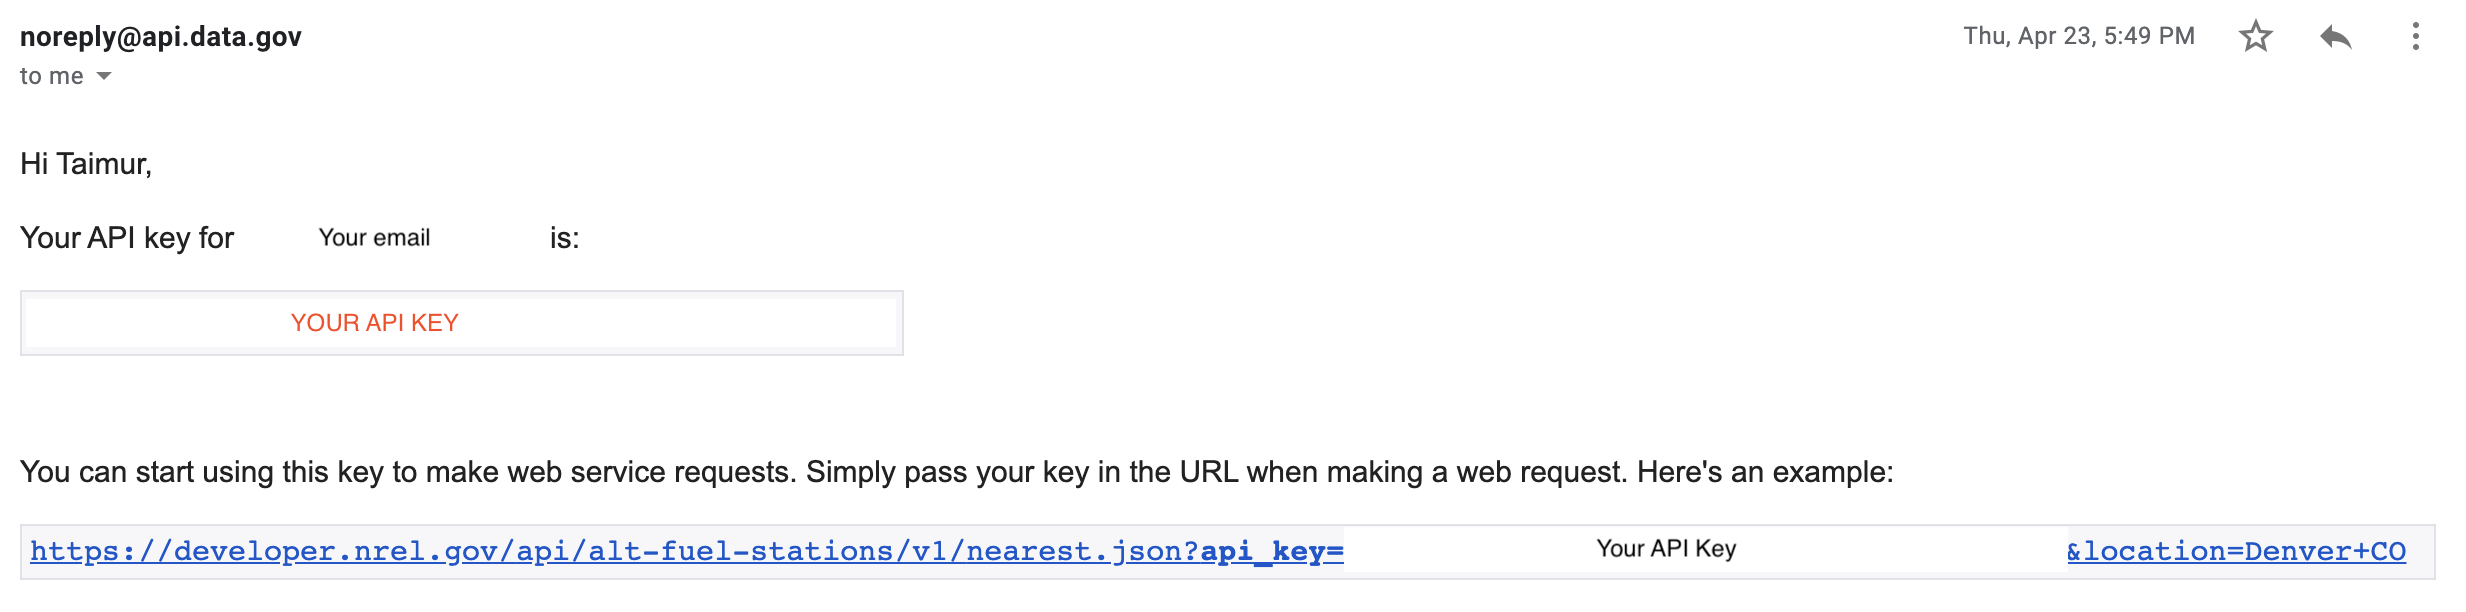 noreply@api.data.gov
Thu, Apr 23, 5:49 PM
to me
Hi Taimur,
Your API key for Your email is:
YOUR API KEY
You can start using this key to make web service requests. Simply pass your key in the URL when making a web request. Here's an example:
https://developer.nrel.gov/api/alt-fuel-stations/v1/nearest.json?api_key= Your API Key &location=Denver+CO